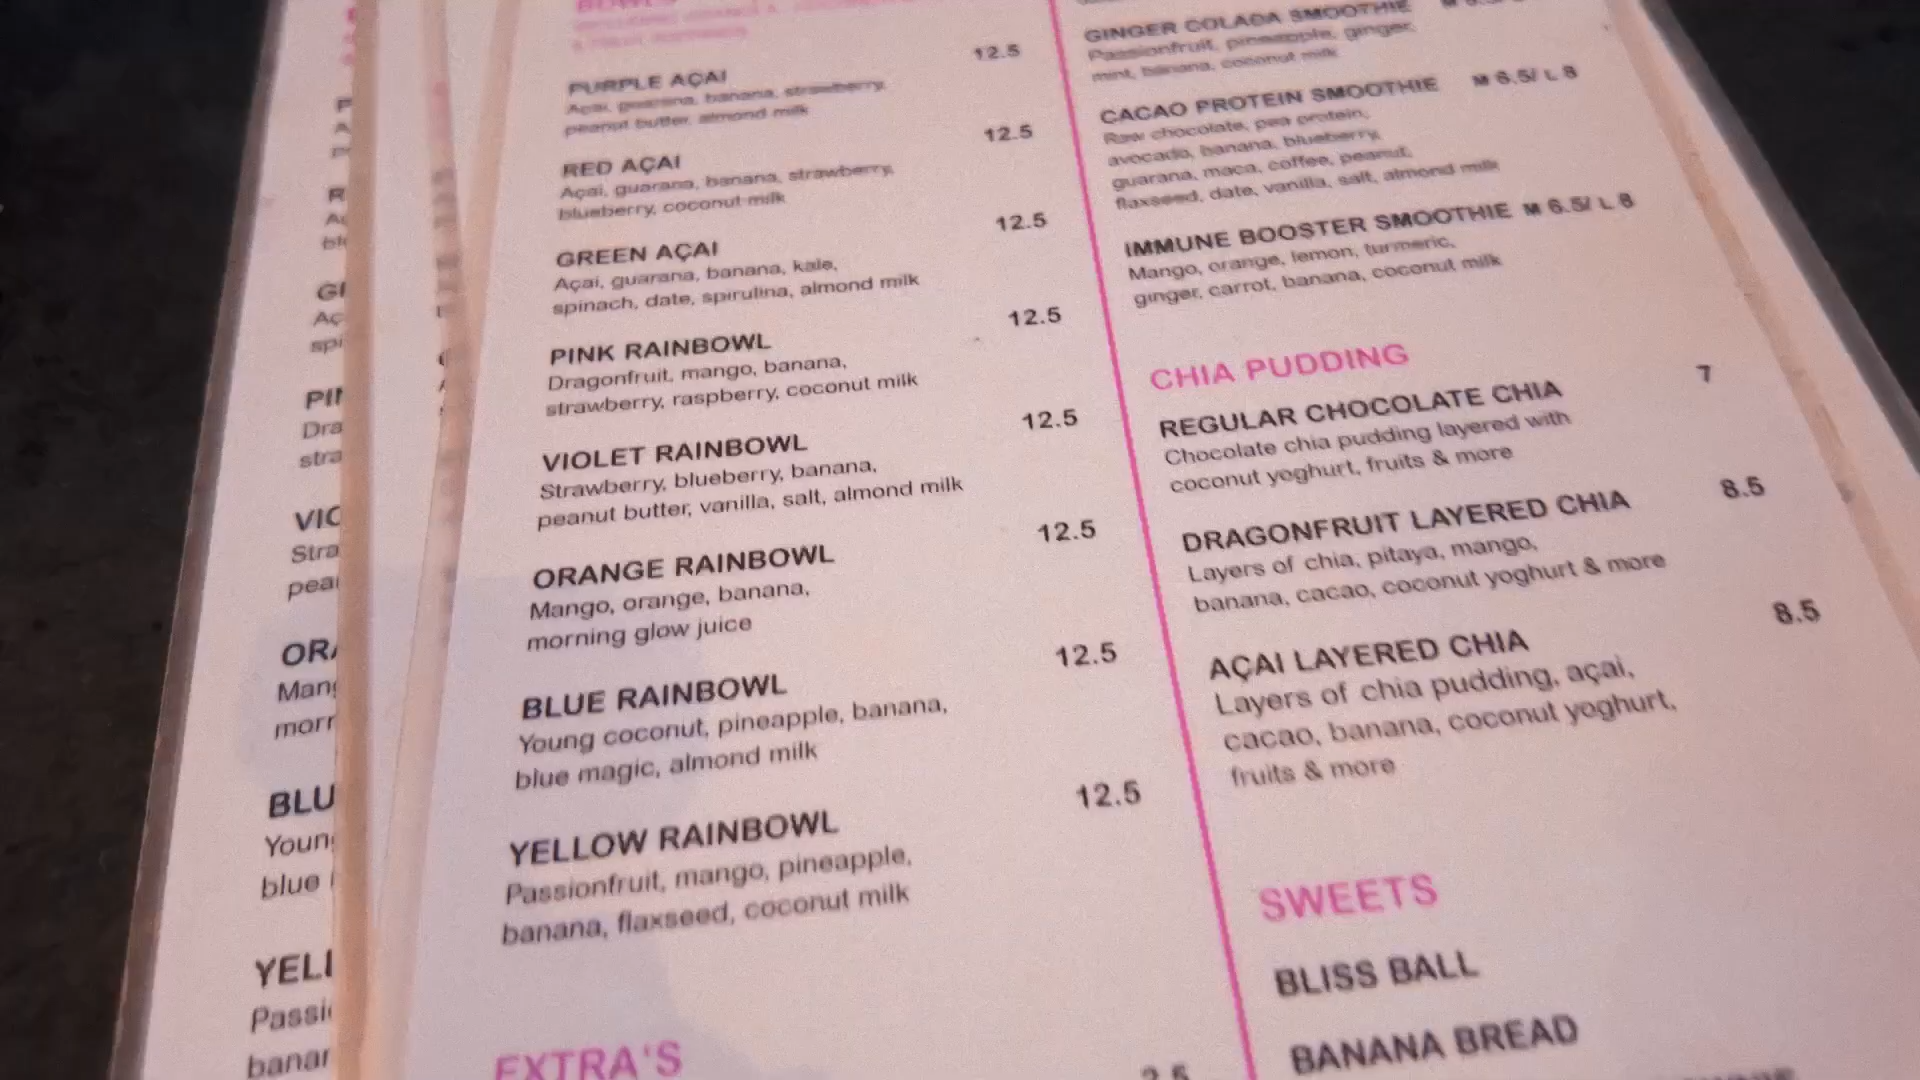 BOWLS
PURPLE AÇAI 12.5
Açai, guarana, banana, strawberry,
peanut butter, almond milk
RED AÇAI 12.5
Açai, guarana, banana, strawberry,
blueberry, coconut milk
GREEN AÇAI 12.5
Açai, guarana, banana, kale,
spinach, date, spirulina, almond milk
PINK RAINBOWL 12.5
Dragonfruit, mango, banana,
strawberry, raspberry, coconut milk
VIOLET RAINBOWL 12.5
Strawberry, blueberry, banana,
peanut butter, vanilla, salt, almond milk
ORANGE RAINBOWL 12.5
Mango, orange, banana,
morning glow juice
BLUE RAINBOWL 12.5
Young coconut, pineapple, banana,
blue magic, almond milk
YELLOW RAINBOWL 12.5
Passionfruit, mango, pineapple,
banana, flaxseed, coconut milk
EXTRA'S
GINGER COLADA SMOOTHIE
Passionfruit, pineapple, ginger,
mint, banana, coconut milk
CACAO PROTEIN SMOOTHIE M 6.5/ L 8
Raw chocolate, pea protein,
avocado, banana, blueberry,
guarana, maca, coffee, peanut,
flaxseed, date, vanilla, salt, almond milk
IMMUNE BOOSTER SMOOTHIE M 6.5/ L 8
Mango, orange, lemon, turmeric,
ginger, carrot, banana, coconut milk
CHIA PUDDING
REGULAR CHOCOLATE CHIA 7
Chocolate chia pudding layered with
coconut yoghurt, fruits & more
DRAGONFRUIT LAYERED CHIA 8.5
Layers of chia, pitaya, mango,
banana, cacao, coconut yoghurt & more
AÇAI LAYERED CHIA 8.5
Layers of chia pudding, açai,
cacao, banana, coconut yoghurt,
fruits & more
SWEETS
BLISS BALL
BANANA BREAD